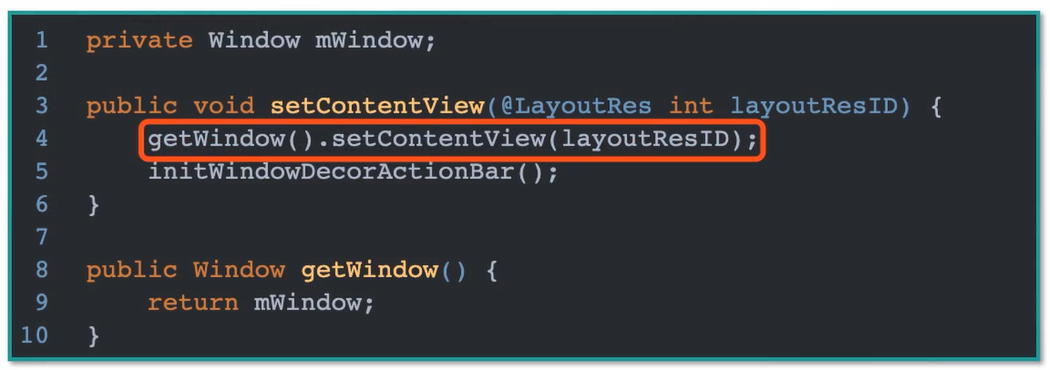 1 private Window mWindow;
2
3 public void setContentView(@LayoutRes int layoutResID) {
4 getWindow().setContentView(layoutResID);
5 initWindowDecorActionBar();
6 }
7
8 public Window getWindow() {
9 return mWindow;
10 }